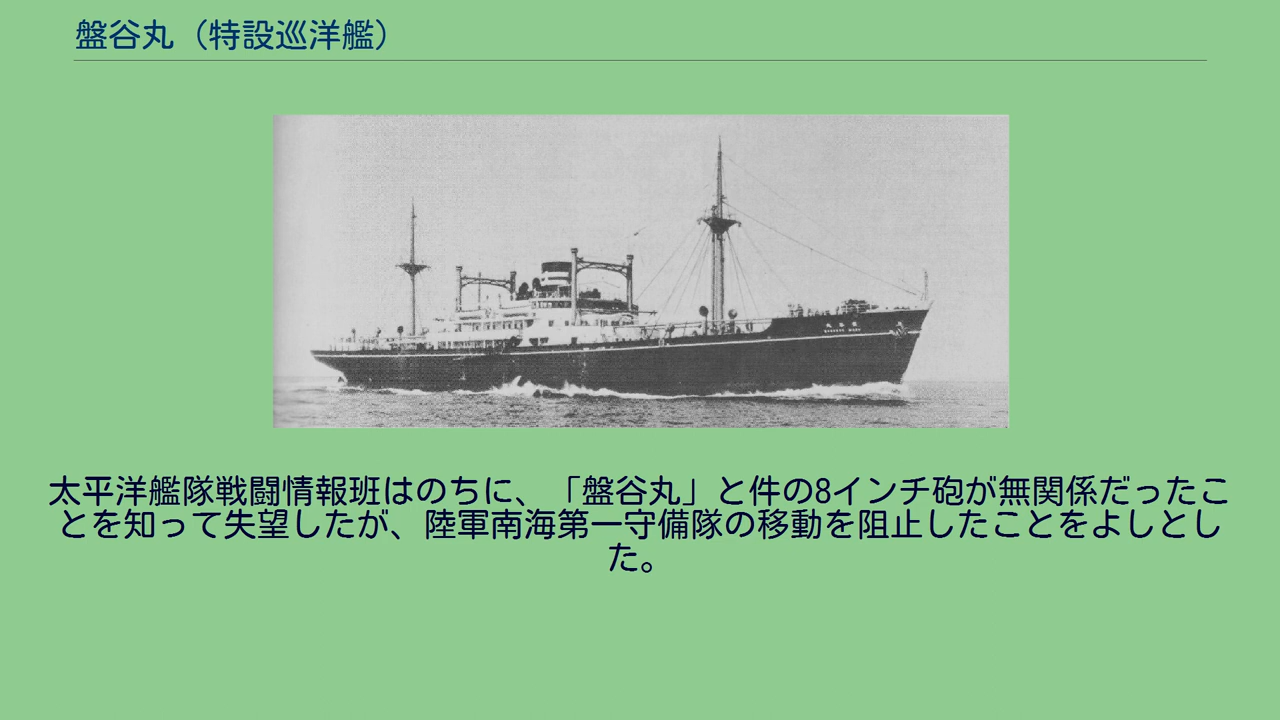 盤谷丸（特設巡洋艦）
太平洋艦隊戦闘情報班はのちに、「盤谷丸」と件の8インチ砲が無関係だったこ
とを知って失望したが、陸軍南海第一守備隊の移動を阻止したことをよしとし
た。